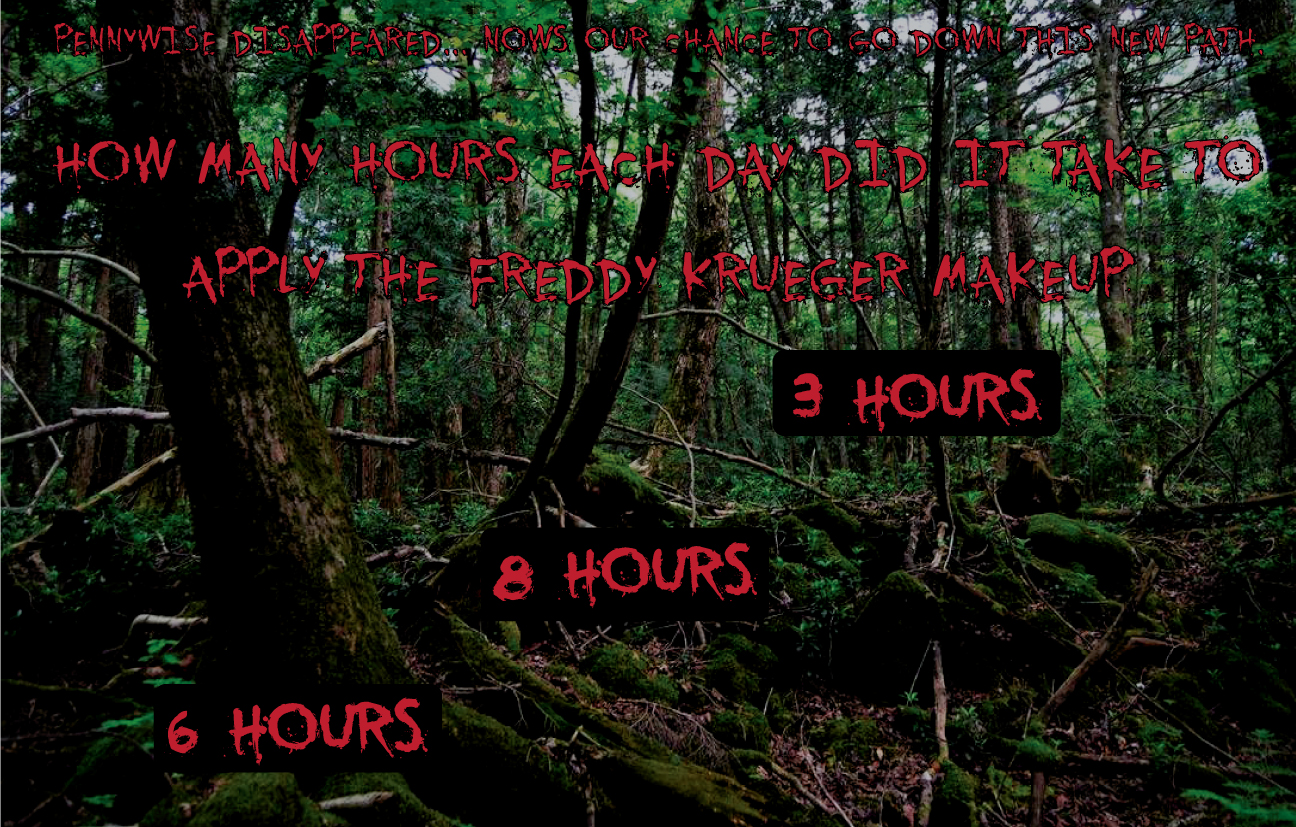 PENNYWISE DISAPPEARED... NOWS OUR CHANCE TO GO DOWN THIS NEW PATH.
HOW MANY HOURS EACH DAY DID IT TAKE TO
APPLY THE FREDDY KRUEGER MAKEUP
3 HOURS
8 HOURS
6 HOURS